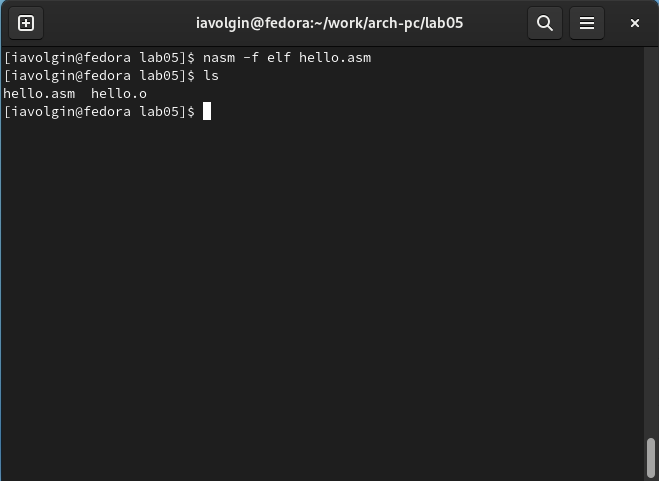 iavolgin@fedora:~/work/arch-pc/lab05
[iavolgin@fedora lab05]$ nasm -f elf hello.asm
[iavolgin@fedora lab05]$ ls
hello.asm  hello.o
[iavolgin@fedora lab05]$